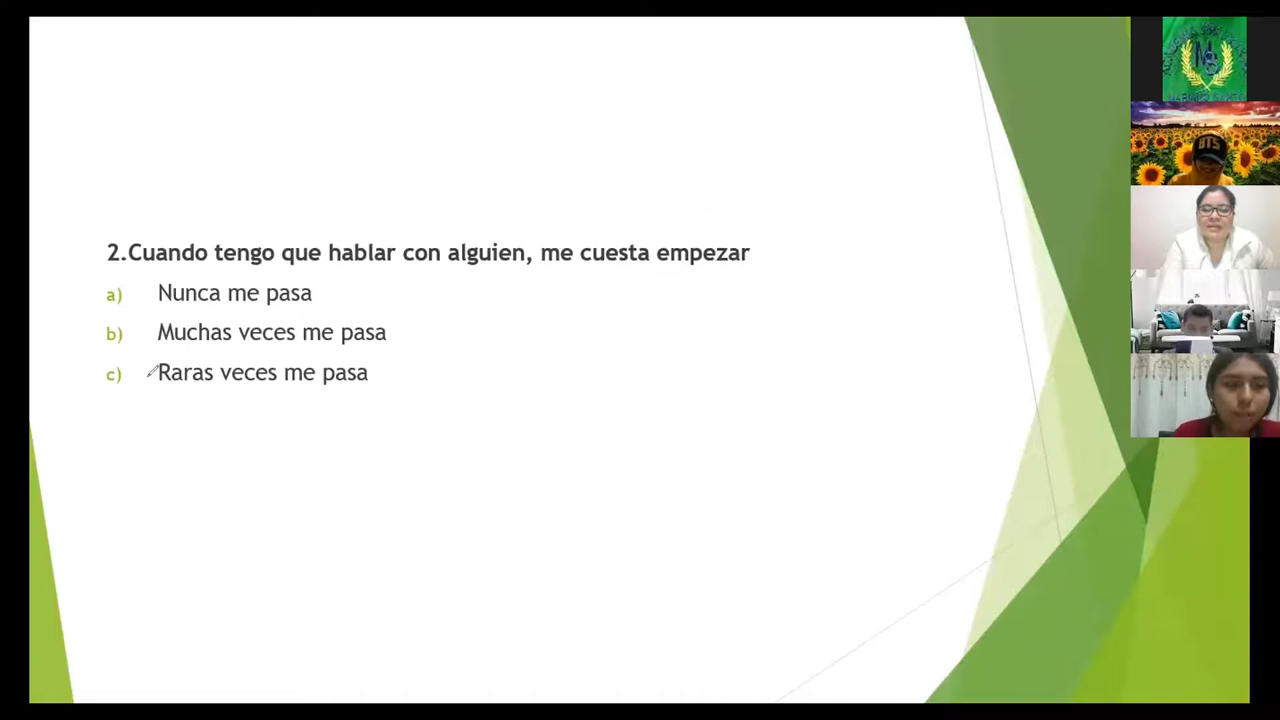 2.Cuando tengo que hablar con alguien, me cuesta empezar
a) Nunca me pasa
b) Muchas veces me pasa
c) Raras veces me pasa
BTS